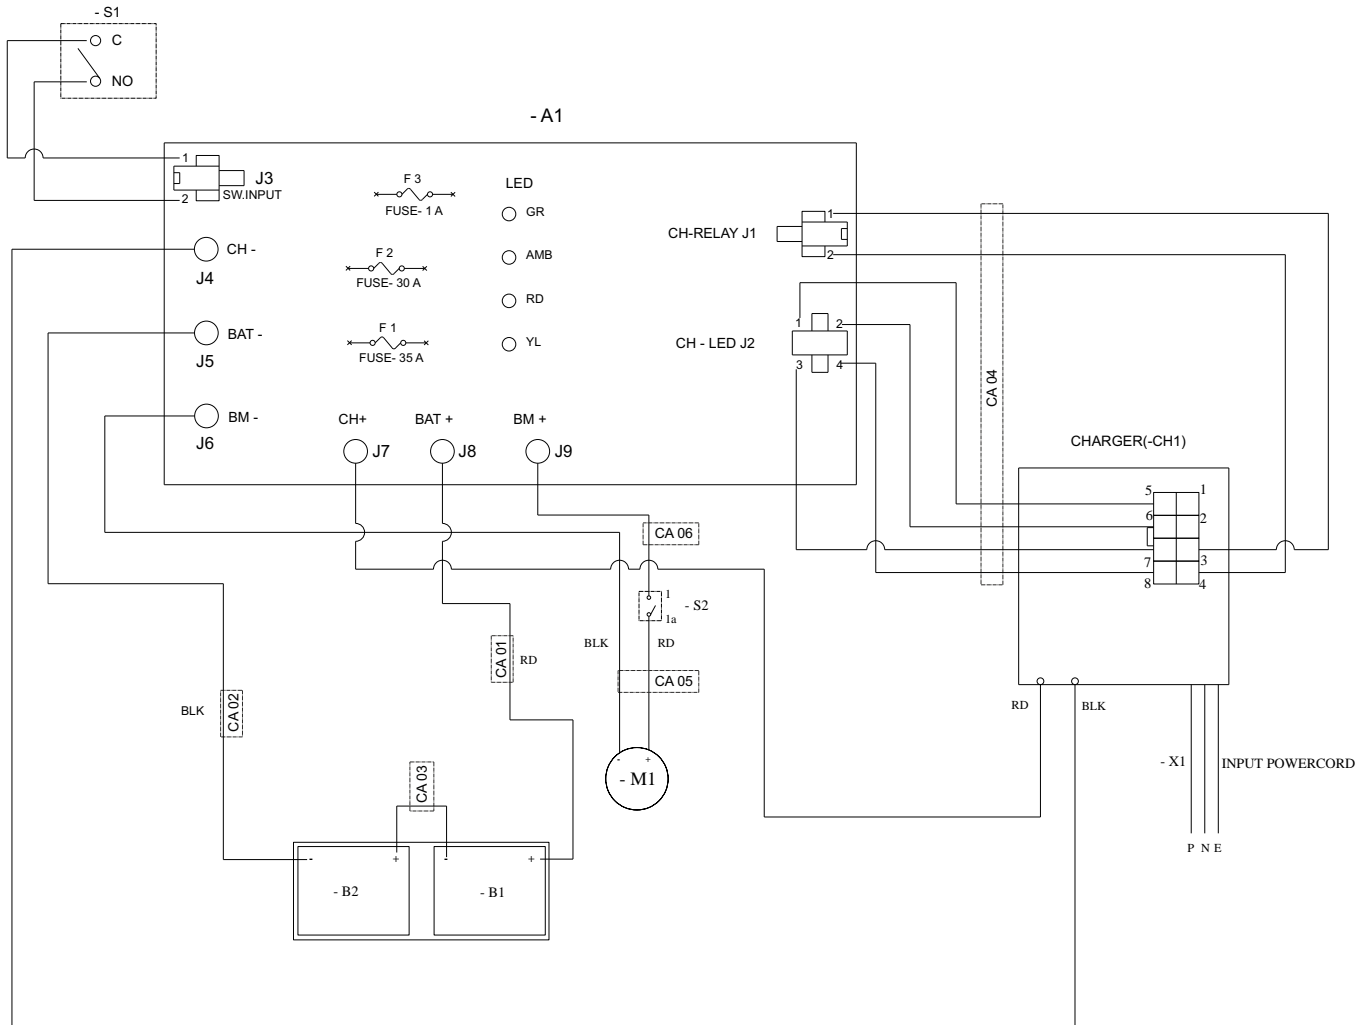 - S1
C
NO
- A1
1
J3
SW.INPUT
2
F 3
FUSE- 1 A
LED
GR
CH-RELAY J1
1
2
CH -
J4
F 2
FUSE- 30 A
AMB
RD
BAT -
J5
F 1
FUSE- 35 A
YL
CH - LED J2
1
2
3
4
CA 04
BM -
J6
CH+
J7
BAT +
J8
BM +
J9
CHARGER(-CH1)
5
1
6
2
7
3
8
4
CA 06
1
1a
- S2
BLK
RD
CA 01
RD
CA 05
BLK
CA 02
RD
BLK
- X1
INPUT POWERCORD
P N E
- +
- M1
CA 03
- +
- B2
- +
- B1